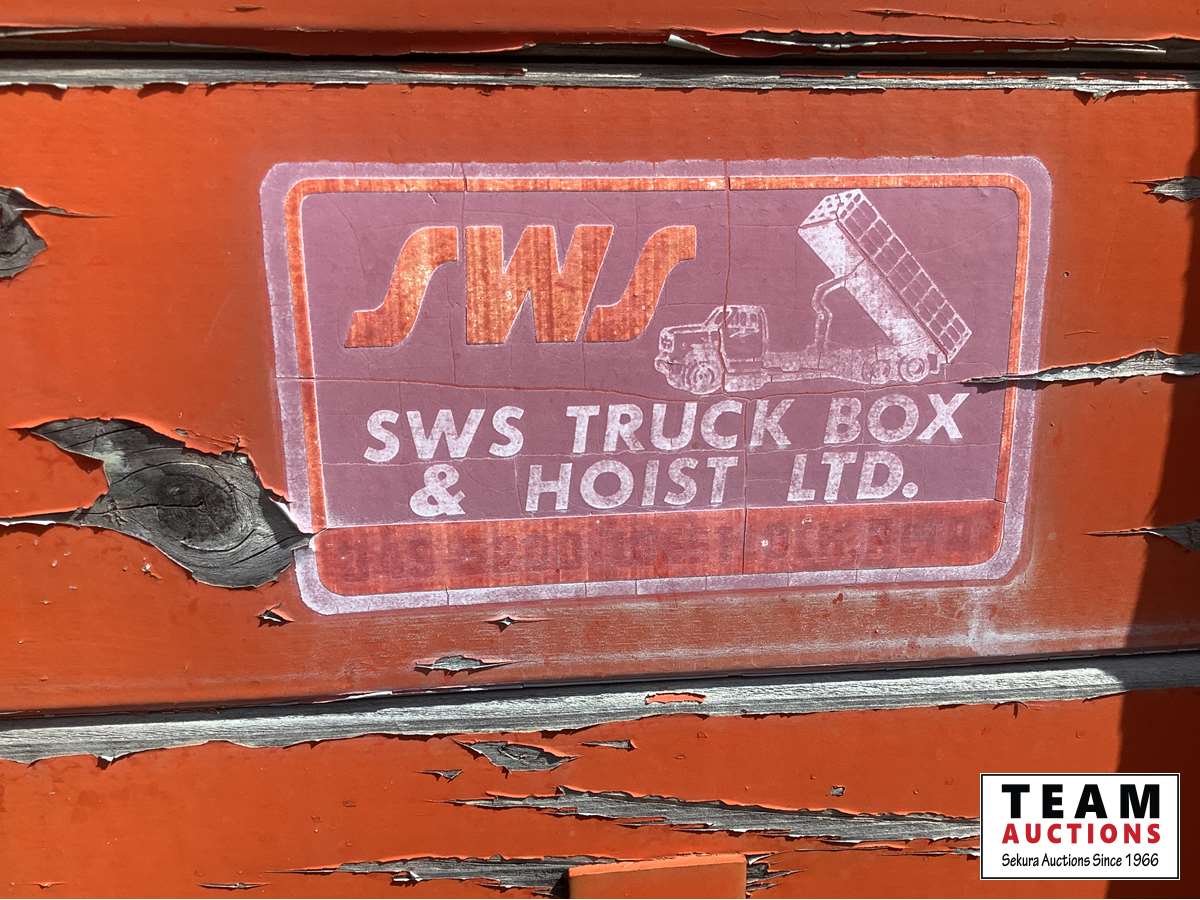 SWS
SWS TRUCK BOX
& HOIST LTD.
TEAM
AUCTIONS
Sekura Auctions Since 1966